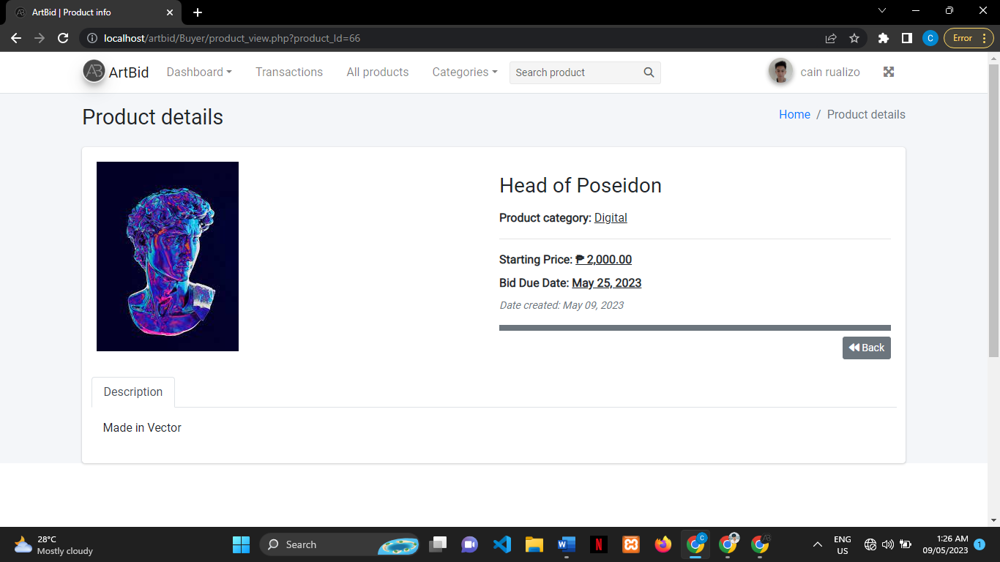 ArtBid | Product info
localhost/artbid/Buyer/product_view.php?product_Id=66
C
Error
AB ArtBid Dashboard Transactions All products Categories Search product cain rualizo
Product details
Home / Product details
Head of Poseidon
Product category: Digital
Starting Price: ₱ 2,000.00
Bid Due Date: May 25, 2023
Date created: May 09, 2023
Back
Description
Made in Vector
28°C
Mostly cloudy
Search
ENG
US
1:26 AM
09/05/2023
1